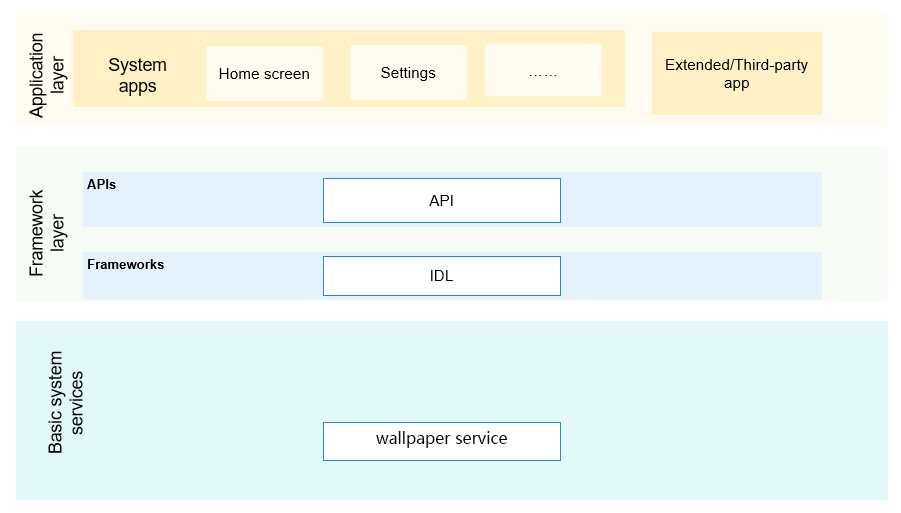 Application
layer
System
apps
Home screen
Settings
......
Extended/Third-party
app
Framework
layer
APIs
API
Frameworks
IDL
Basic system
services
wallpaper service